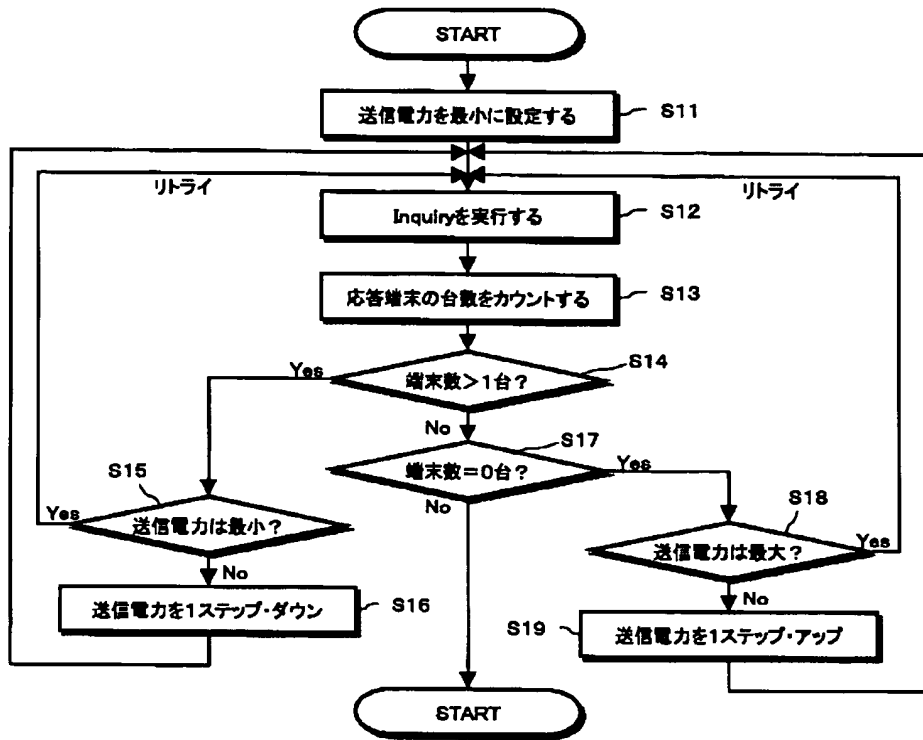 START
送信電力を最小に設定する
S11
リトライ
リトライ
Inquiryを実行する
S12
応答端末の台数をカウントする
S13
S14
Yes
端末数＞1台？
No
S17
端末数＝0台？
Yes
No
S15
Yes
送信電力は最小？
No
S18
送信電力は最大？
Yes
No
送信電力を1ステップ・ダウン
S16
S19
送信電力を1ステップ・アップ
START